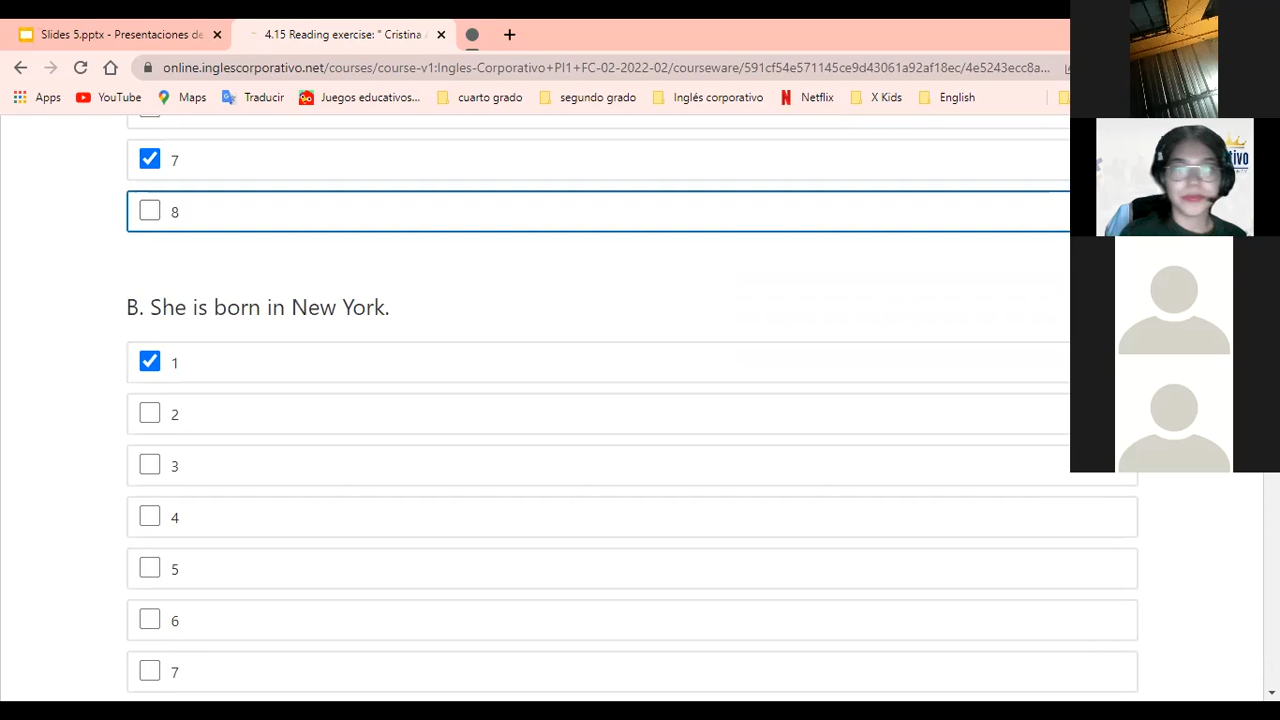 Slides 5.pptx - Presentaciones de
4.15 Reading exercise: " Cristina A
online.inglescorporativo.net/courses/course-v1:Ingles-Corporativo+PI1+FC-02-2022-02/courseware/591cf54e571145ce9d43061a92af18ec/4e5243ecc8a...
Apps YouTube Maps Traducir Juegos educativos... cuarto grado segundo grado Inglés corporativo Netflix X Kids English
7
8
B. She is born in New York.
1
2
3
4
5
6
7